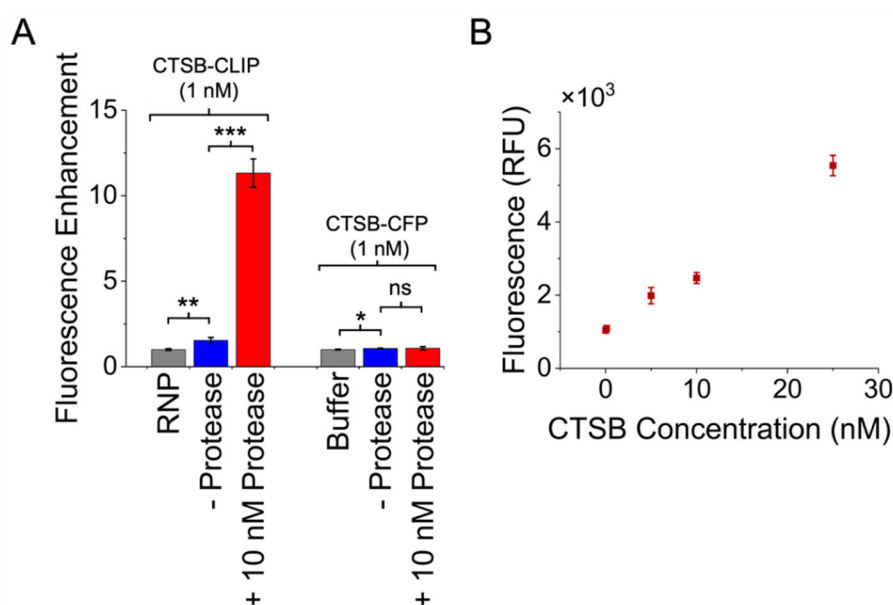 A
Fluorescence Enhancement
15
10
5
0
CTSB-CLIP
(1 nM)
***
**
CTSB-CFP
(1 nM)
ns
*
RNP
- Protease
+ 10 nM Protease
Buffer
- Protease
+ 10 nM Protease
B
×10³
Fluorescence (RFU)
6
4
2
0
0
10
20
30
CTSB Concentration (nM)